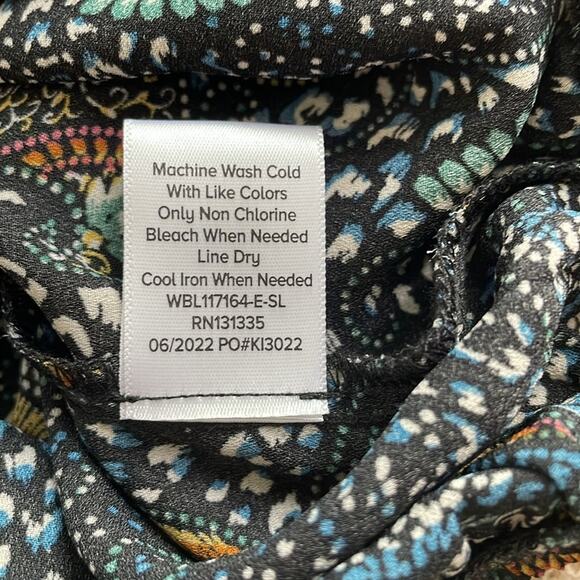 Machine Wash Cold
With Like Colors
Only Non Chlorine
Bleach When Needed
Line Dry
Cool Iron When Needed
WBL117164-E-SL
RN131335
06/2022 PO#KI3022